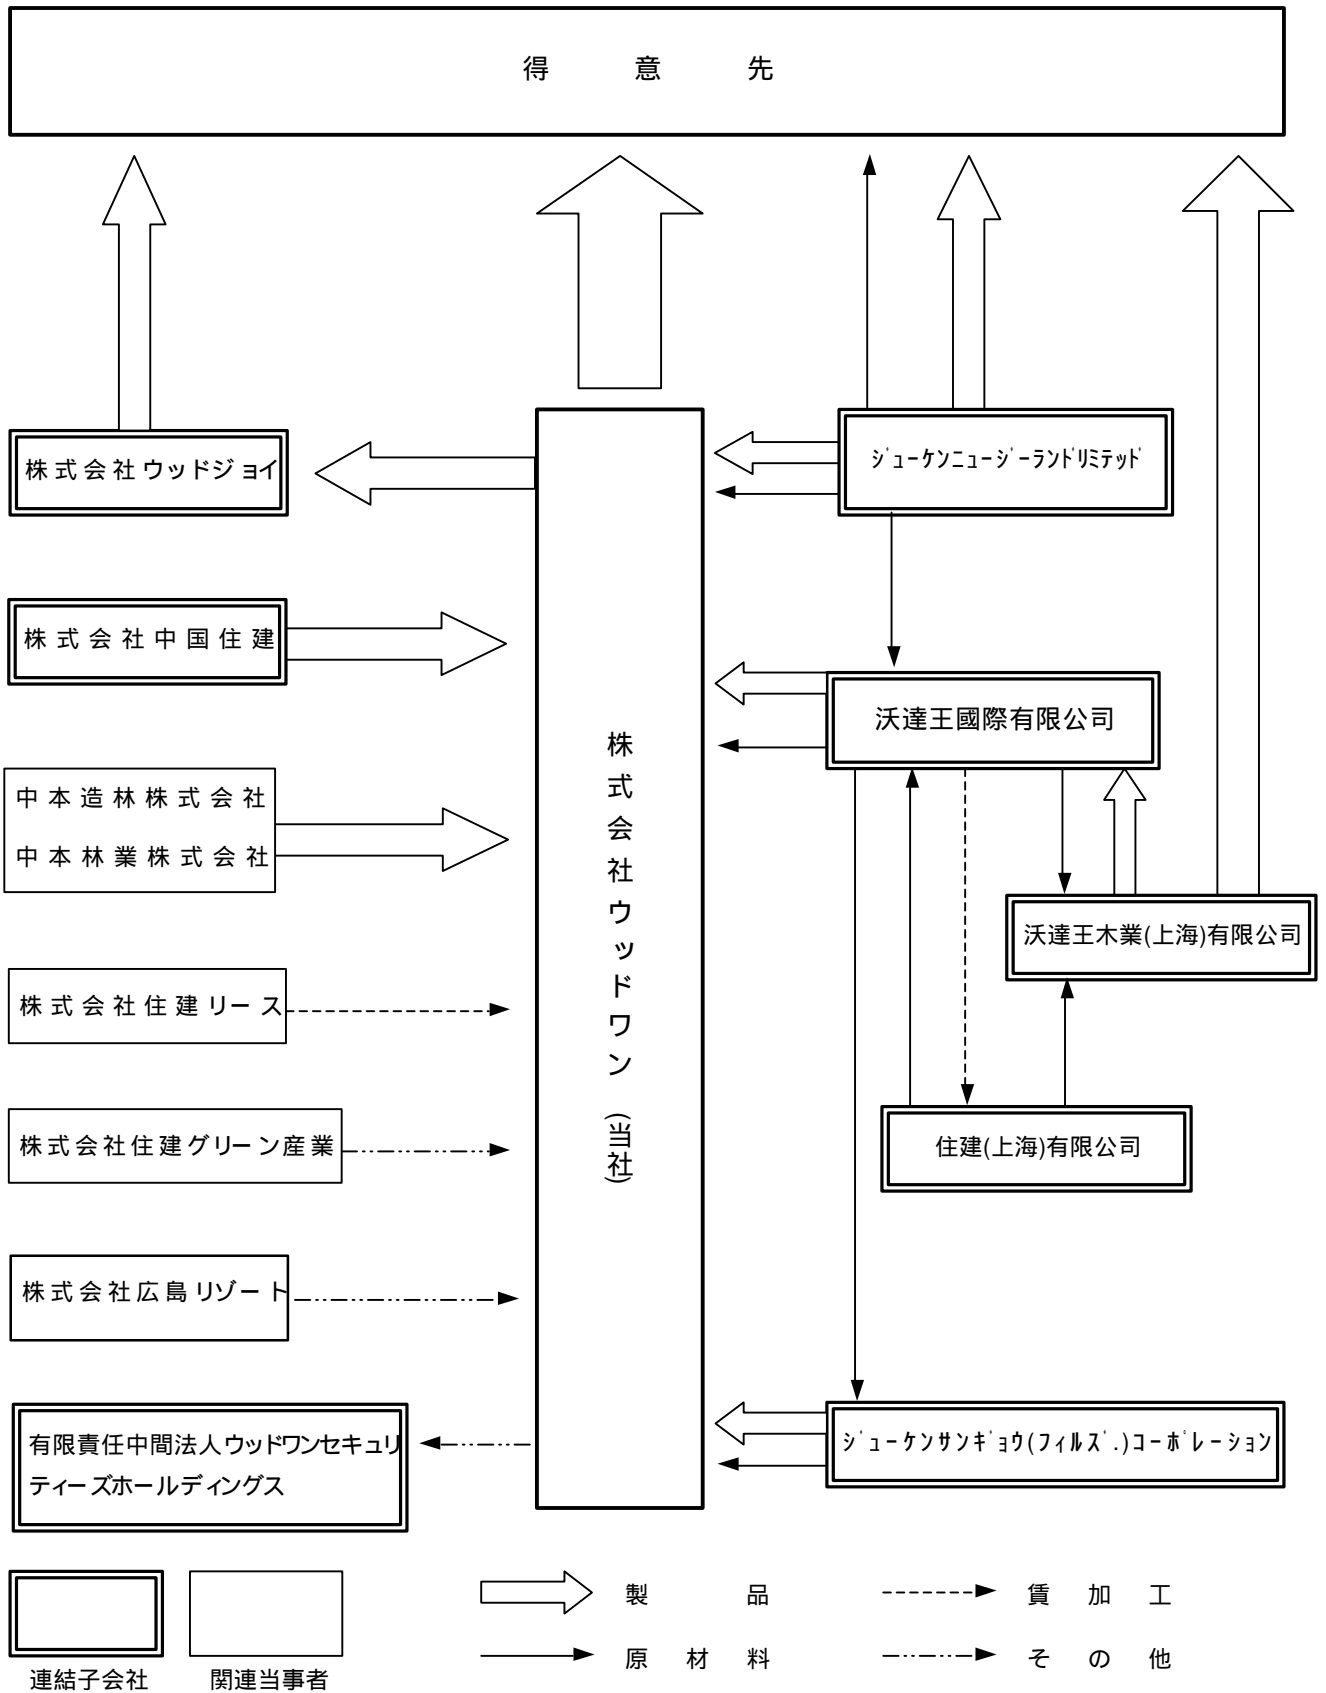 得意先
株式会社ウッドジョイ
ジューケンニュージーランドリミテッド
株式会社中国住建
沃達王國際有限公司
株式会社ウッドワン(当社)
中本造林株式会社
中本林業株式会社
沃達王木業(上海)有限公司
株式会社住建リース
株式会社住建グリーン産業
住建(上海)有限公司
株式会社広島リゾート
有限責任中間法人ウッドワンセキュリ
ティーズホールディングス
ジューケンサンギョウ(フィルズ.)コーポレーション
製品
賃加工
原材料
その他
連結子会社
関連当事者